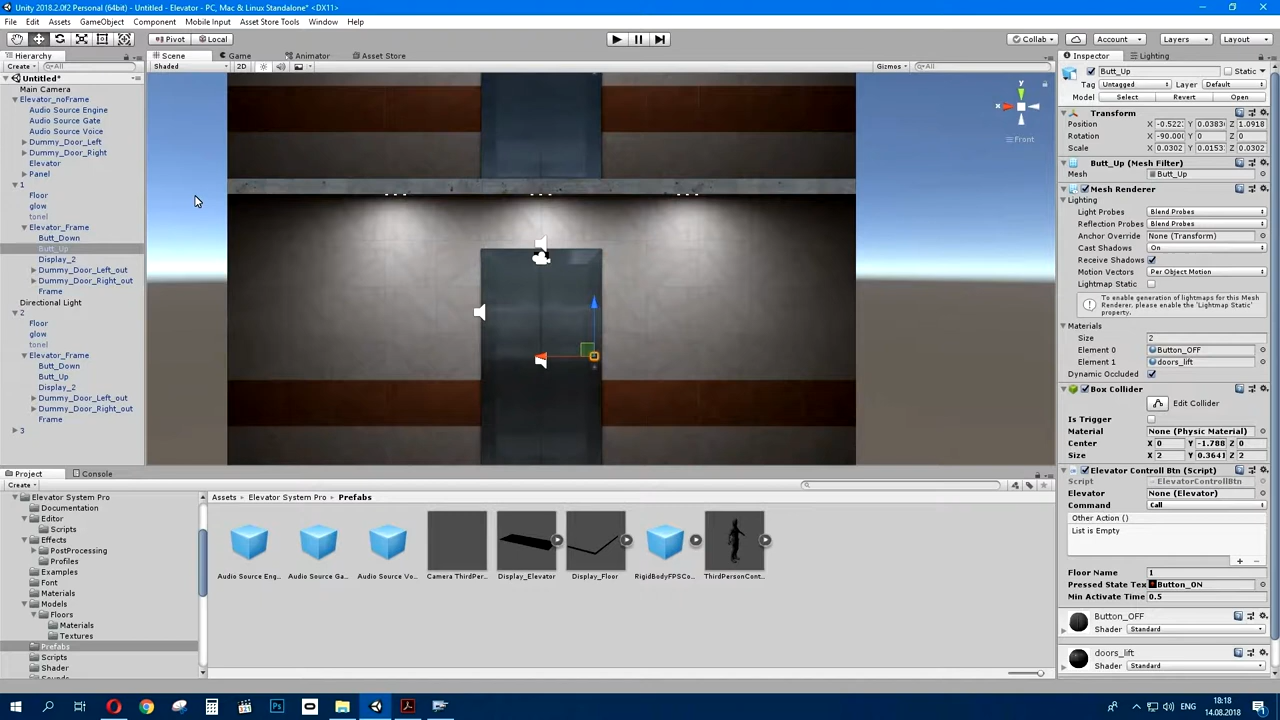 Unity 2018.2.0f2 Personal (64bit) - Untitled - Elevator - PC, Mac & Linux Standalone* <DX11>
File Edit Assets GameObject Component Mobile Input Asset Store Tools Window Help
Pivot Local Collab Account Layers Layout
Hierarchy Scene Game Animator Asset Store Inspector Lighting
Create All Shaded 2D Gizmos All
Butt_Up Static
Tag Untagged Layer Default
Model Select Revert Open
Untitled*
Main Camera
Elevator_noFrame
Audio Source Engine
Audio Source Gate
Audio Source Voice
Dummy_Door_Left
Dummy_Door_Right
Elevator
Panel
1
Floor
glow
tonel
Elevator_Frame
Butt_Down
Butt_Up
Display_2
Dummy_Door_Left_out
Dummy_Door_Right_out
Frame
Directional Light
2
Floor
glow
tonel
Elevator_Frame
Butt_Down
Butt_Up
Display_2
Dummy_Door_Left_out
Dummy_Door_Right_out
Frame
3
y
x
Front
Transform
Position X -0.522 Y 0.0383 Z 1.0918
Rotation X -90.000 Y 0 Z 0
Scale X 0.0302 Y 0.0153 Z 0.0302
Butt_Up (Mesh Filter)
Mesh Butt_Up
Mesh Renderer
Lighting
Light Probes Blend Probes
Reflection Probes Blend Probes
Anchor Override None (Transform)
Cast Shadows On
Receive Shadows
Motion Vectors Per Object Motion
Lightmap Static
To enable generation of lightmaps for this Mesh
Renderer, please enable the 'Lightmap Static'
property.
Materials
Size 2
Element 0 Button_OFF
Element 1 doors_lift
Dynamic Occluded
Box Collider
Edit Collider
Is Trigger
Material None (Physic Material)
Center X 0 Y -1.788 Z 0
Size X 2 Y 0.3641 Z 2
Elevator Controll Btn (Script)
Script ElevatorControllBtn
Elevator None (Elevator)
Command Call
Other Action ()
List is Empty
Floor Name 1
Pressed State Tex Button_ON
Min Activate Time 0.5
Button_OFF
Shader Standard
doors_lift
Shader Standard
Project Console
Create
Elevator System Pro
Documentation
Editor
Scripts
Effects
PostProcessing
Profiles
Examples
Font
Materials
Models
Floors
Materials
Textures
Prefabs
Scripts
Shader
Assets Elevator System Pro Prefabs
Audio Source Eng... Audio Source Ga... Audio Source Vo... Camera ThirdPer... Display_Elevator Display_Floor RigidBodyFPSCo... ThirdPersonCont...
ENG
18:18
14.08.2018